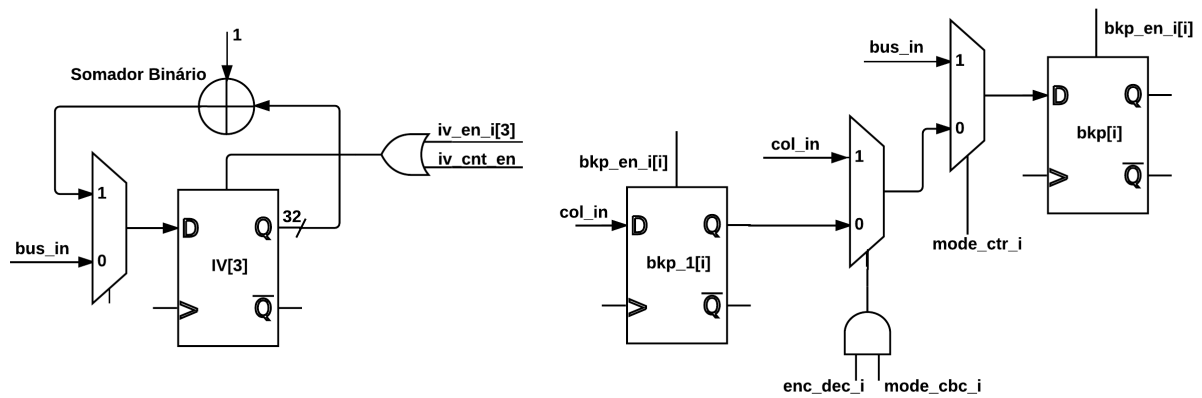 1
Somador Binário
1
bus_in
0
D
Q
32
IV[3]
Q
iv_en_i[3]
iv_cnt_en
bkp_en_i[i]
col_in
D
Q
bkp_1[i]
Q
col_in
1
0
enc_dec_i
mode_cbc_i
bus_in
1
0
mode_ctr_i
bkp_en_i[i]
D
Q
bkp[i]
Q